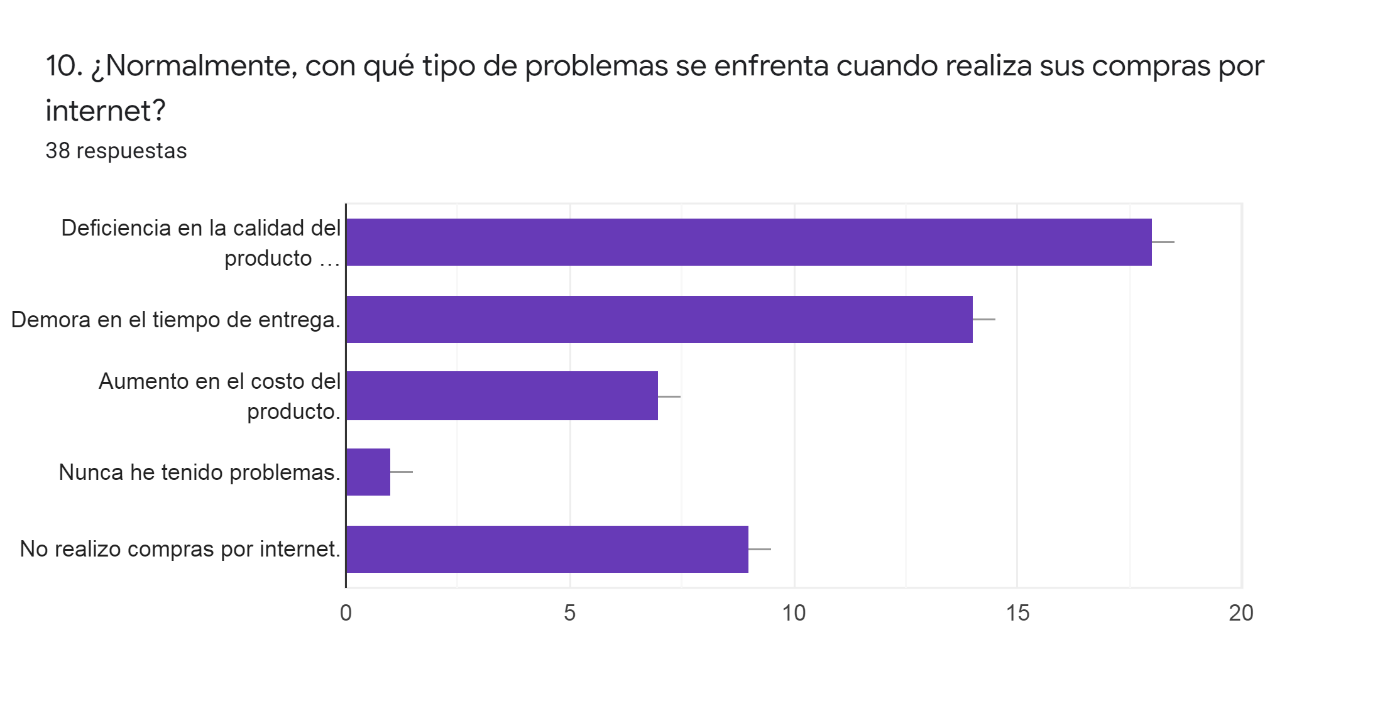 10. ¿Normalmente, con qué tipo de problemas se enfrenta cuando realiza sus compras por
internet?
38 respuestas
Deficiencia en la calidad del
producto …
Demora en el tiempo de entrega.
Aumento en el costo del
producto.
Nunca he tenido problemas.
No realizo compras por internet.
0 5 10 15 20